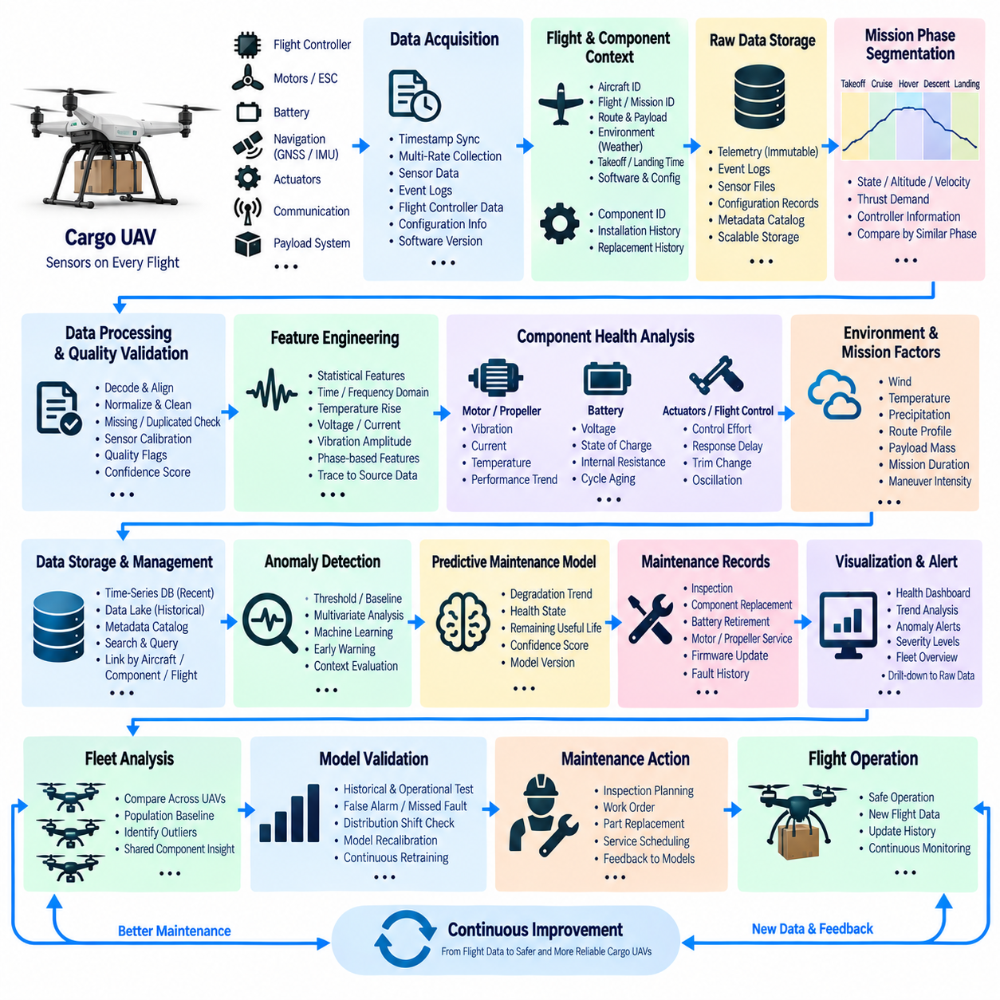 Cargo UAV
Sensors on Every Flight
Flight Controller
Motors / ESC
Battery
Navigation
(GNSS / IMU)
Actuators
Communication
Payload System
• • •
Data Acquisition
• Timestamp Sync
• Multi-Rate Collection
• Sensor Data
• Event Logs
• Flight Controller Data
• Configuration Info
• Software Version
• • •
Flight & Component
Context
• Aircraft ID
• Flight / Mission ID
• Route & Payload
• Environment
(Weather)
• Takeoff / Landing Time
• Software & Config
• Component ID
• Installation History
• Replacement History
• • •
Raw Data Storage
• Telemetry (Immutable)
• Event Logs
• Sensor Files
• Configuration Records
• Metadata Catalog
• Scalable Storage
• • •
Mission Phase
Segmentation
Takeoff Cruise Hover Descent Landing
• State / Altitude / Velocity
• Thrust Demand
• Controller Information
• Compare by Similar Phase
• • •
Data Processing
& Quality Validation
• Decode & Align
• Normalize & Clean
• Missing / Duplicated Check
• Sensor Calibration
• Quality Flags
• Confidence Score
• • •
Feature Engineering
• Statistical Features
• Time / Frequency Domain
• Temperature Rise
• Voltage / Current
• Vibration Amplitude
• Phase-based Features
• Trace to Source Data
• • •
Component Health Analysis
Motor / Propeller
• Vibration
• Current
• Temperature
• Performance Trend
Battery
• Voltage
• State of Charge
• Internal Resistance
• Cycle Aging
Actuators / Flight Control
• Control Effort
• Response Delay
• Trim Change
• Oscillation
• • •
Environment &
Mission Factors
• Wind
• Temperature
• Precipitation
• Route Profile
• Payload Mass
• Mission Duration
• Maneuver Intensity
• • •
Data Storage & Management
• Time-Series DB (Recent)
• Data Lake (Historical)
• Metadata Catalog
• Search & Query
• Link by Aircraft /
Component / Flight
• • •
Anomaly Detection
• Threshold / Baseline
• Multivariate Analysis
• Machine Learning
• Early Warning
• Context Evaluation
• • •
Predictive Maintenance Model
• Degradation Trend
• Health State
• Remaining Useful Life
• Confidence Score
• Model Version
• • •
Maintenance Records
• Inspection
• Component Replacement
• Battery Retirement
• Motor / Propeller Service
• Firmware Update
• Fault History
• • •
Visualization & Alert
• Health Dashboard
• Trend Analysis
• Anomaly Alerts
• Severity Levels
• Fleet Overview
• Drill-down to Raw Data
• • •
Fleet Analysis
• Compare Across UAVs
• Population Baseline
• Identify Outliers
• Shared Component Insight
• • •
Model Validation
• Historical & Operational Test
• False Alarm / Missed Fault
• Distribution Shift Check
• Model Recalibration
• Continuous Retraining
• • •
Maintenance Action
• Inspection Planning
• Work Order
• Part Replacement
• Service Scheduling
• Feedback to Models
• • •
Flight Operation
• Safe Operation
• New Flight Data
• Update History
• Continuous Monitoring
• • •
Better Maintenance
Continuous Improvement
From Flight Data to Safer and More Reliable Cargo UAVs
New Data & Feedback